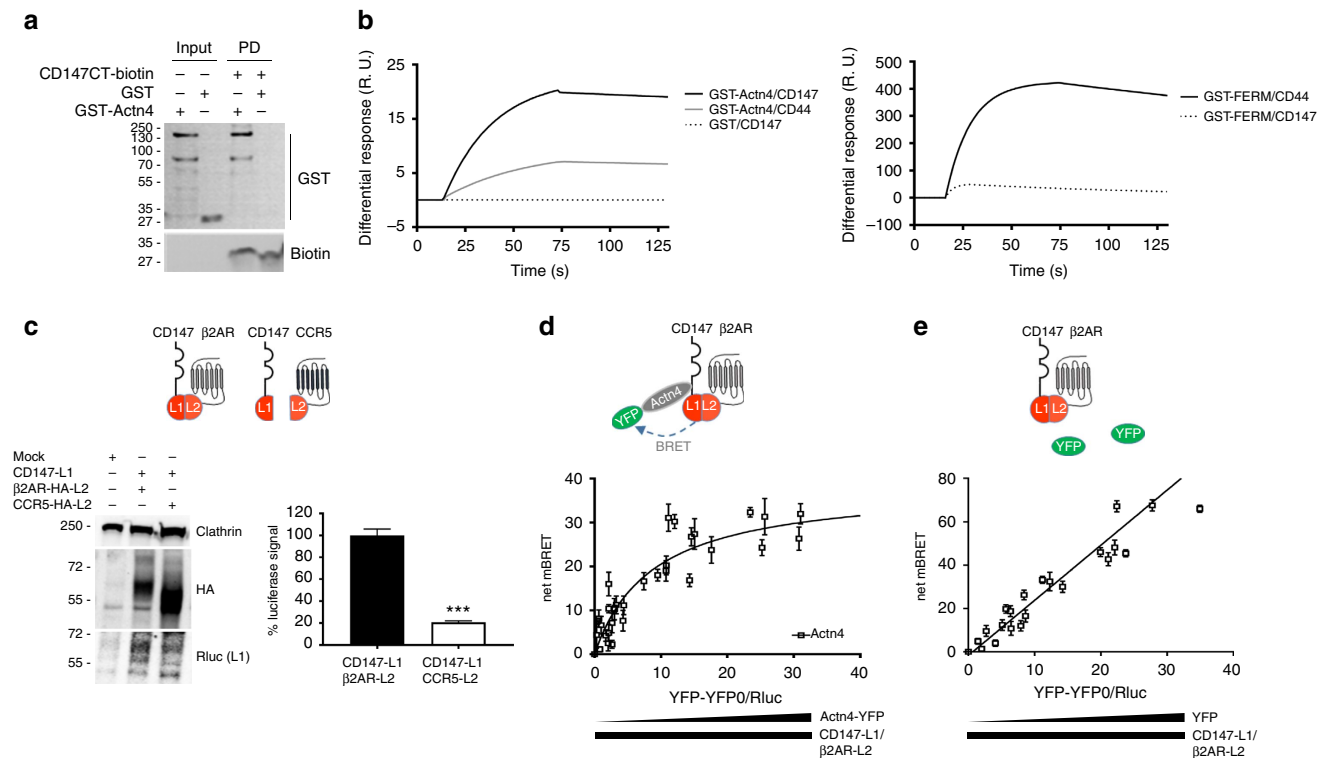 a
Input PD
CD147CT-biotin – – + +
GST – + – +
GST-Actn4 + – + –
250 -
130 -
100 -
70 -
55 -
35 -
27 -
GST
35 -
27 -
Biotin
b
Differential response (R. U.)
25
15
5
–5
0 25 50 75 100 125
Time (s)
GST-Actn4/CD147
GST-Actn4/CD44
GST/CD147
Differential response (R. U.)
500
400
300
200
100
0
–100
0 25 50 75 100 125
Time (s)
GST-FERM/CD44
GST-FERM/CD147
c
CD147 β2AR CD147 CCR5
L1 L2 L1 L2
Mock + – –
CD147-L1 – + +
β2AR-HA-L2 – + –
CCR5-HA-L2 – – +
250 -
Clathrin
72 -
55 -
HA
72 -
55 -
Rluc (L1)
% luciferase signal
120
100
80
60
40
20
0
***
CD147-L1 CD147-L1
β2AR-L2 CCR5-L2
d
CD147 β2AR
YFP Actn4 L1 L2
BRET
net mBRET
40
30
20
10
0
0 10 20 30 40
Actn4
YFP-YFP0/Rluc
Actn4-YFP
CD147-L1/
β2AR-L2
e
CD147 β2AR
L1 L2
YFP YFP
net mBRET
80
60
40
20
0
0 10 20 30 40
YFP-YFP0/Rluc
YFP
CD147-L1/
β2AR-L2